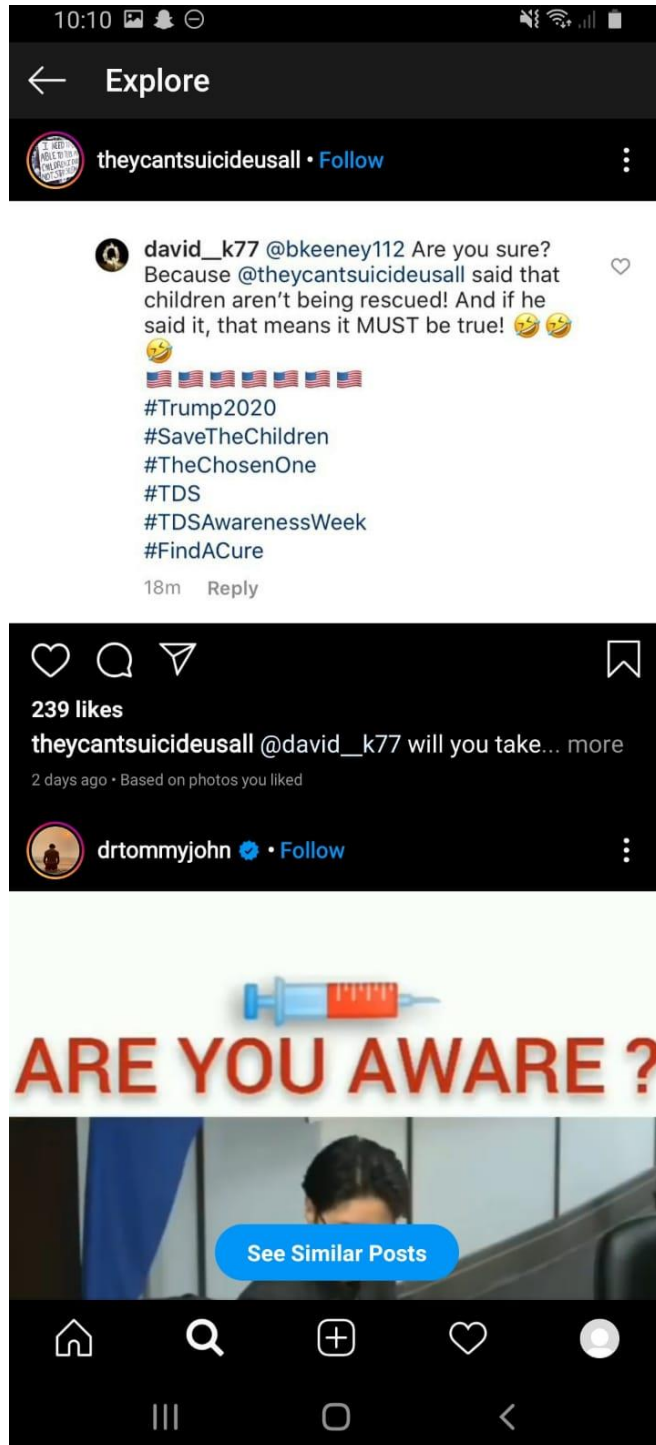 10:10
Explore
theycantsuicideusall • Follow
david__k77 @bkeeney112 Are you sure?
Because @theycantsuicideusall said that
children aren't being rescued! And if he
said it, that means it MUST be true! 🤣🤣
🤣
🇺🇸🇺🇸🇺🇸🇺🇸🇺🇸🇺🇸🇺🇸
#Trump2020
#SaveTheChildren
#TheChosenOne
#TDS
#TDSAwarenessWeek
#FindACure
18m Reply
239 likes
theycantsuicideusall @david__k77 will you take... more
2 days ago • Based on photos you liked
drtommyjohn • Follow
ARE YOU AWARE ?
See Similar Posts